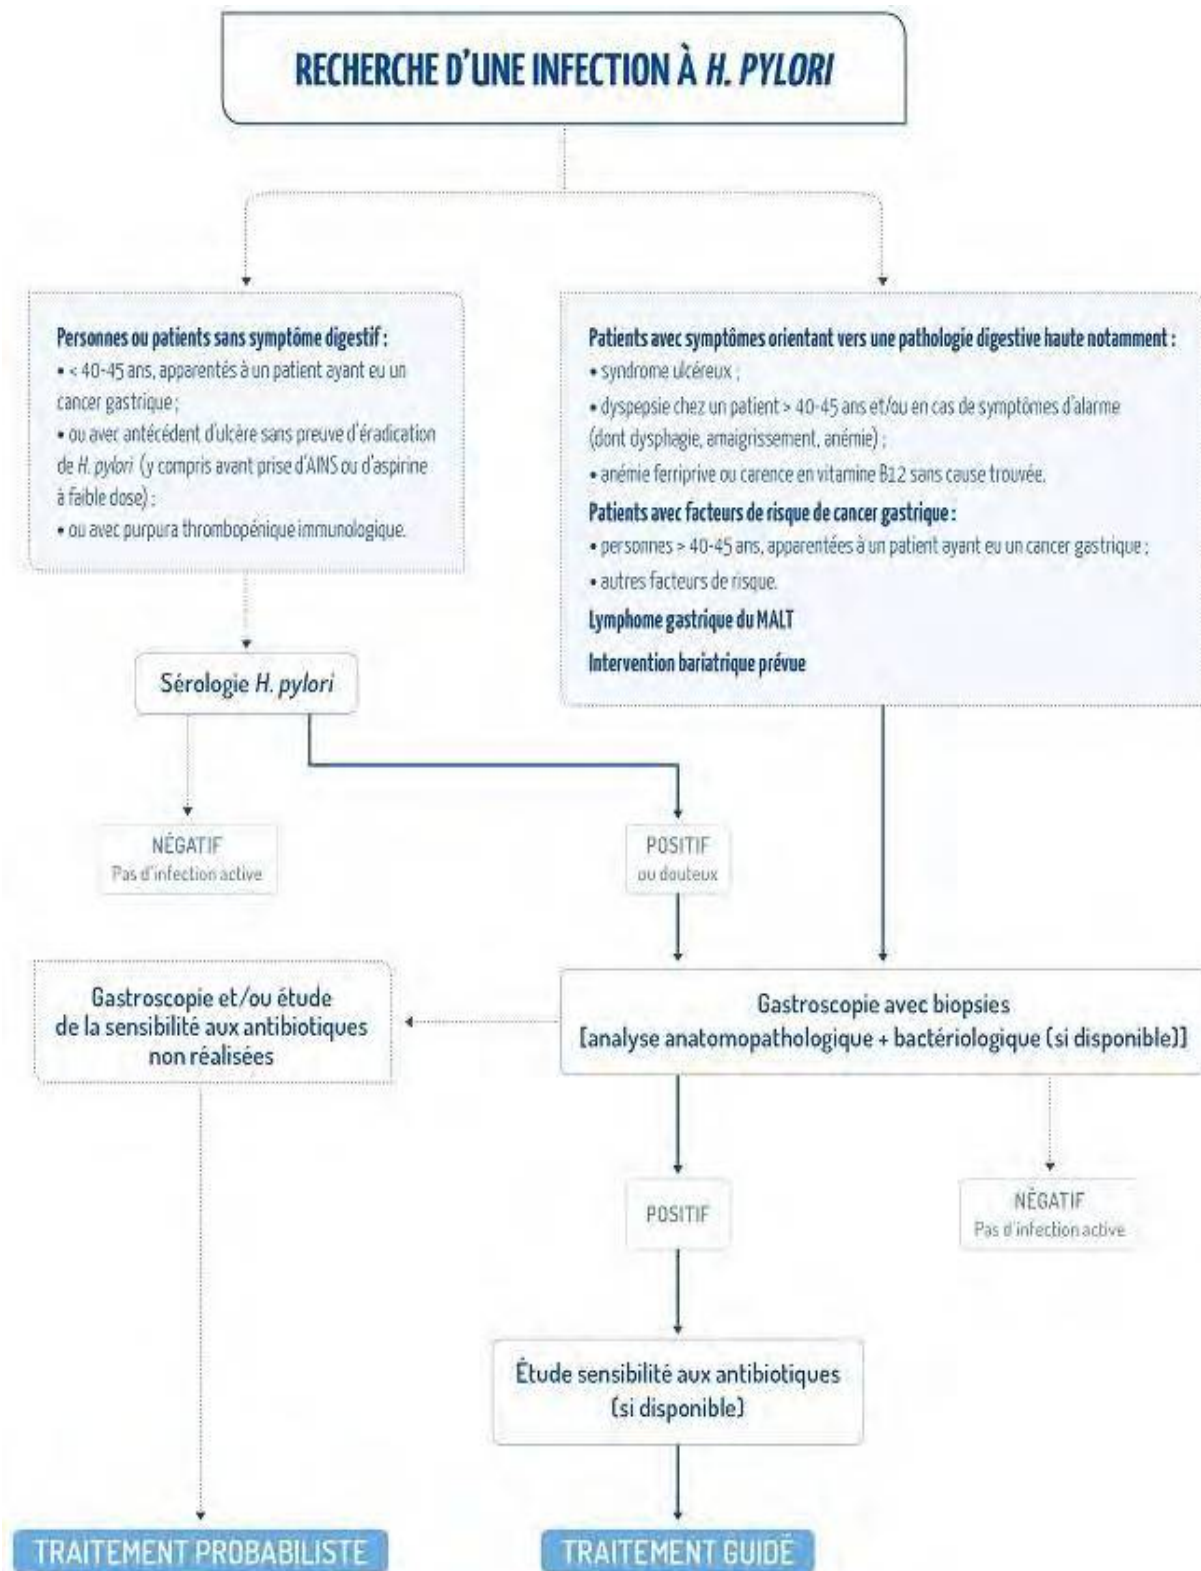 RECHERCHE D'UNE INFECTION À H. PYLORI
Personnes ou patients sans symptôme digestif :
• < 40-45 ans, apparentés à un patient ayant eu un
cancer gastrique ;
• ou avec antécédent d'ulcère sans preuve d'éradication
de H. pylori (y compris avant prise d'AINS ou d'aspirine
à faible dose) ;
• ou avec purpura thrombopénique immunologique.
Patients avec symptômes orientant vers une pathologie digestive haute notamment :
• syndrome ulcéreux ;
• dyspepsie chez un patient > 40-45 ans et/ou en cas de symptômes d'alarme
(dont dysphagie, amaigrissement, anémie) ;
• anémie ferriprive ou carence en vitamine B12 sans cause trouvée.
Patients avec facteurs de risque de cancer gastrique :
• personnes > 40-45 ans, apparentées à un patient ayant eu un cancer gastrique ;
• autres facteurs de risque.
Lymphome gastrique du MALT
Intervention bariatrique prévue
Sérologie H. pylori
NÉGATIF
Pas d'infection active
POSITIF
ou douteux
Gastroscopie et/ou étude
de la sensibilité aux antibiotiques
non réalisées
Gastroscopie avec biopsies
[analyse anatomopathologique + bactériologique (si disponible)]
POSITIF
NÉGATIF
Pas d'infection active
Étude sensibilité aux antibiotiques
(si disponible)
TRAITEMENT PROBABILISTE
TRAITEMENT GUIDÉ